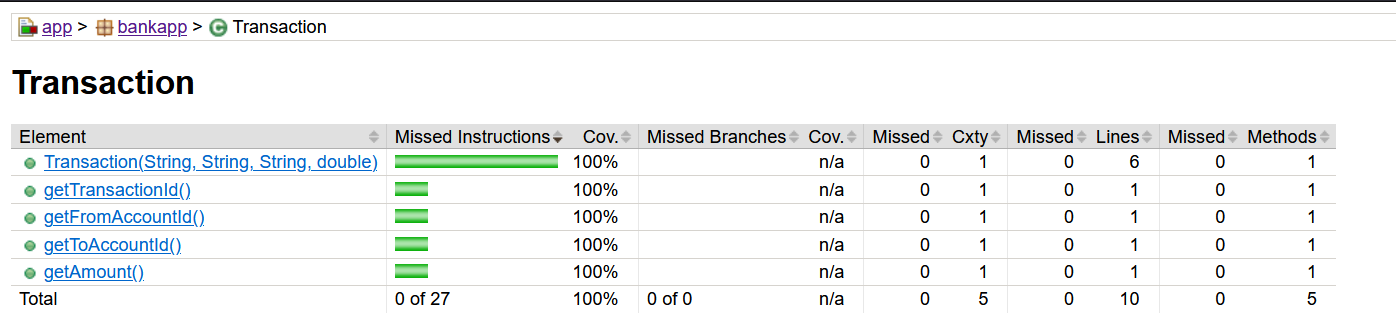 app > bankapp > Transaction
Transaction
Element Missed Instructions Cov. Missed Branches Cov. Missed Cxty Missed Lines Missed Methods
Transaction(String, String, String, double) 100% n/a 0 1 0 6 0 1
getTransactionId() 100% n/a 0 1 0 1 0 1
getFromAccountId() 100% n/a 0 1 0 1 0 1
getToAccountId() 100% n/a 0 1 0 1 0 1
getAmount() 100% n/a 0 1 0 1 0 1
Total 0 of 27 100% 0 of 0 n/a 0 5 0 10 0 5